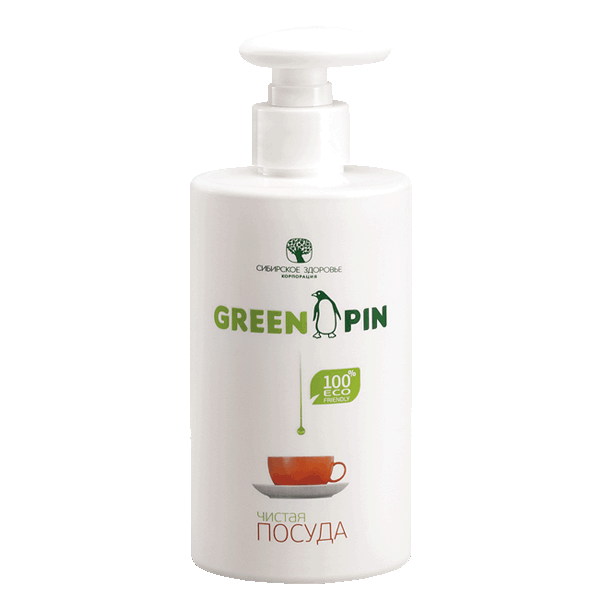 СИБИРСКОЕ ЗДОРОВЬЕ
КОРПОРАЦИЯ
GREEN PIN
100%
ECO
FRIENDLY
чистая
ПОСУДА